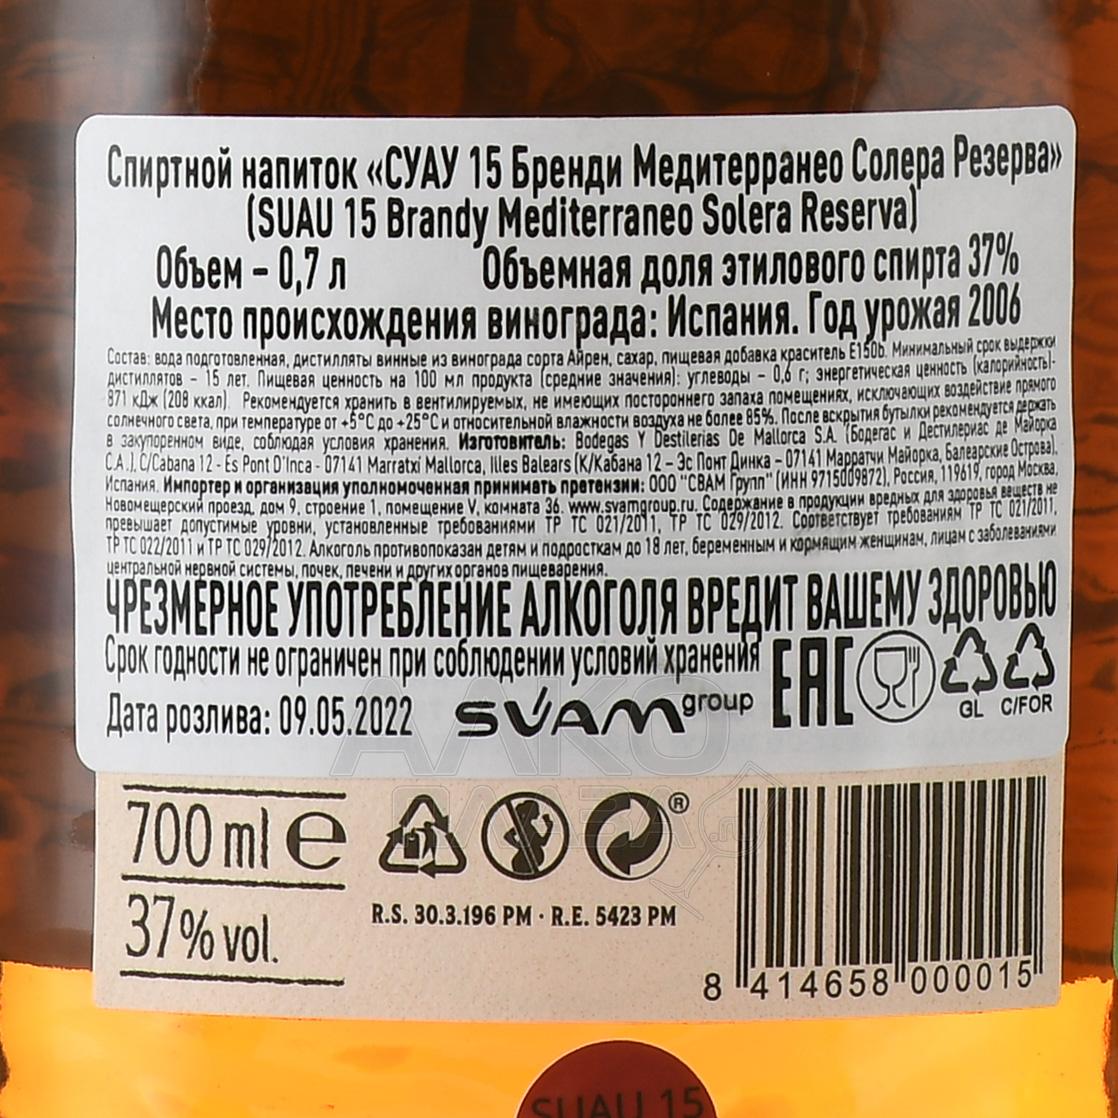 Спиртной напиток «СУАУ 15 Бренди Медитерранео Солера Резерва»
(SUAU 15 Brandy Mediterraneo Solera Reserva)
Объем – 0,7 л Объемная доля этилового спирта 37%
Место происхождения винограда: Испания. Год урожая 2006
Состав: вода подготовленная, дистилляты винные из винограда сорта Айрен, сахар, пищевая добавка краситель Е150b. Минимальный срок выдержки
дистиллятов – 15 лет. Пищевая ценность на 100 мл продукта (средние значения): углеводы – 0,6 г; энергетическая ценность (калорийность)-
871 кДж (208 ккал). Рекомендуется хранить в вентилируемых, не имеющих постороннего запаха помещениях, исключающих воздействие прямого
солнечного света, при температуре от +5°С до +25°С и относительной влажности воздуха не более 85%. После вскрытия бутылки рекомендуется держать
в закупоренном виде, соблюдая условия хранения. Изготовитель: Bodegas Y Destilerias De Mallorca S.A. (Бодегас и Дестилериас де Майорка
С.А.), C/Cabana 12 - Es Pont D'Inca - 07141 Marratxí Mallorca, Illes Balears (К/Кабана 12 – Эс Понт Динка – 07141 Марратчи Майорка, Балеарские Острова),
Испания. Импортер и организация уполномоченная принимать претензии: ООО "СВАМ Групп" (ИНН 9715009872), Россия, 119619, город Москва,
Новомещерский проезд, дом 9, строение 1, помещение V, комната 36. www.svamgroup.ru. Содержание в продукции вредных для здоровья веществ не
превышает допустимые уровни, установленные требованиями ТР ТС 021/2011, ТР ТС 029/2012. Соответствует требованиям ТР ТС 021/2011,
ТР ТС 022/2011 и ТР ТС 029/2012. Алкоголь противопоказан детям и подросткам до 18 лет, беременным и кормящим женщинам, лицам с заболеваниями
центральной нервной системы, почек, печени и других органов пищеварения.
ЧРЕЗМЕРНОЕ УПОТРЕБЛЕНИЕ АЛКОГОЛЯ ВРЕДИТ ВАШЕМУ ЗДОРОВЬЮ
Срок годности не ограничен при соблюдении условий хранения
EAC
GL C/FOR
Дата розлива: 09.05.2022 SVAM group
АЛКО
ПЛАЗА.ru
700 ml e
37% vol.
®
R.S. 30.3.196 PM · R.E. 5423 PM
8 414658 000015
SUAU 15